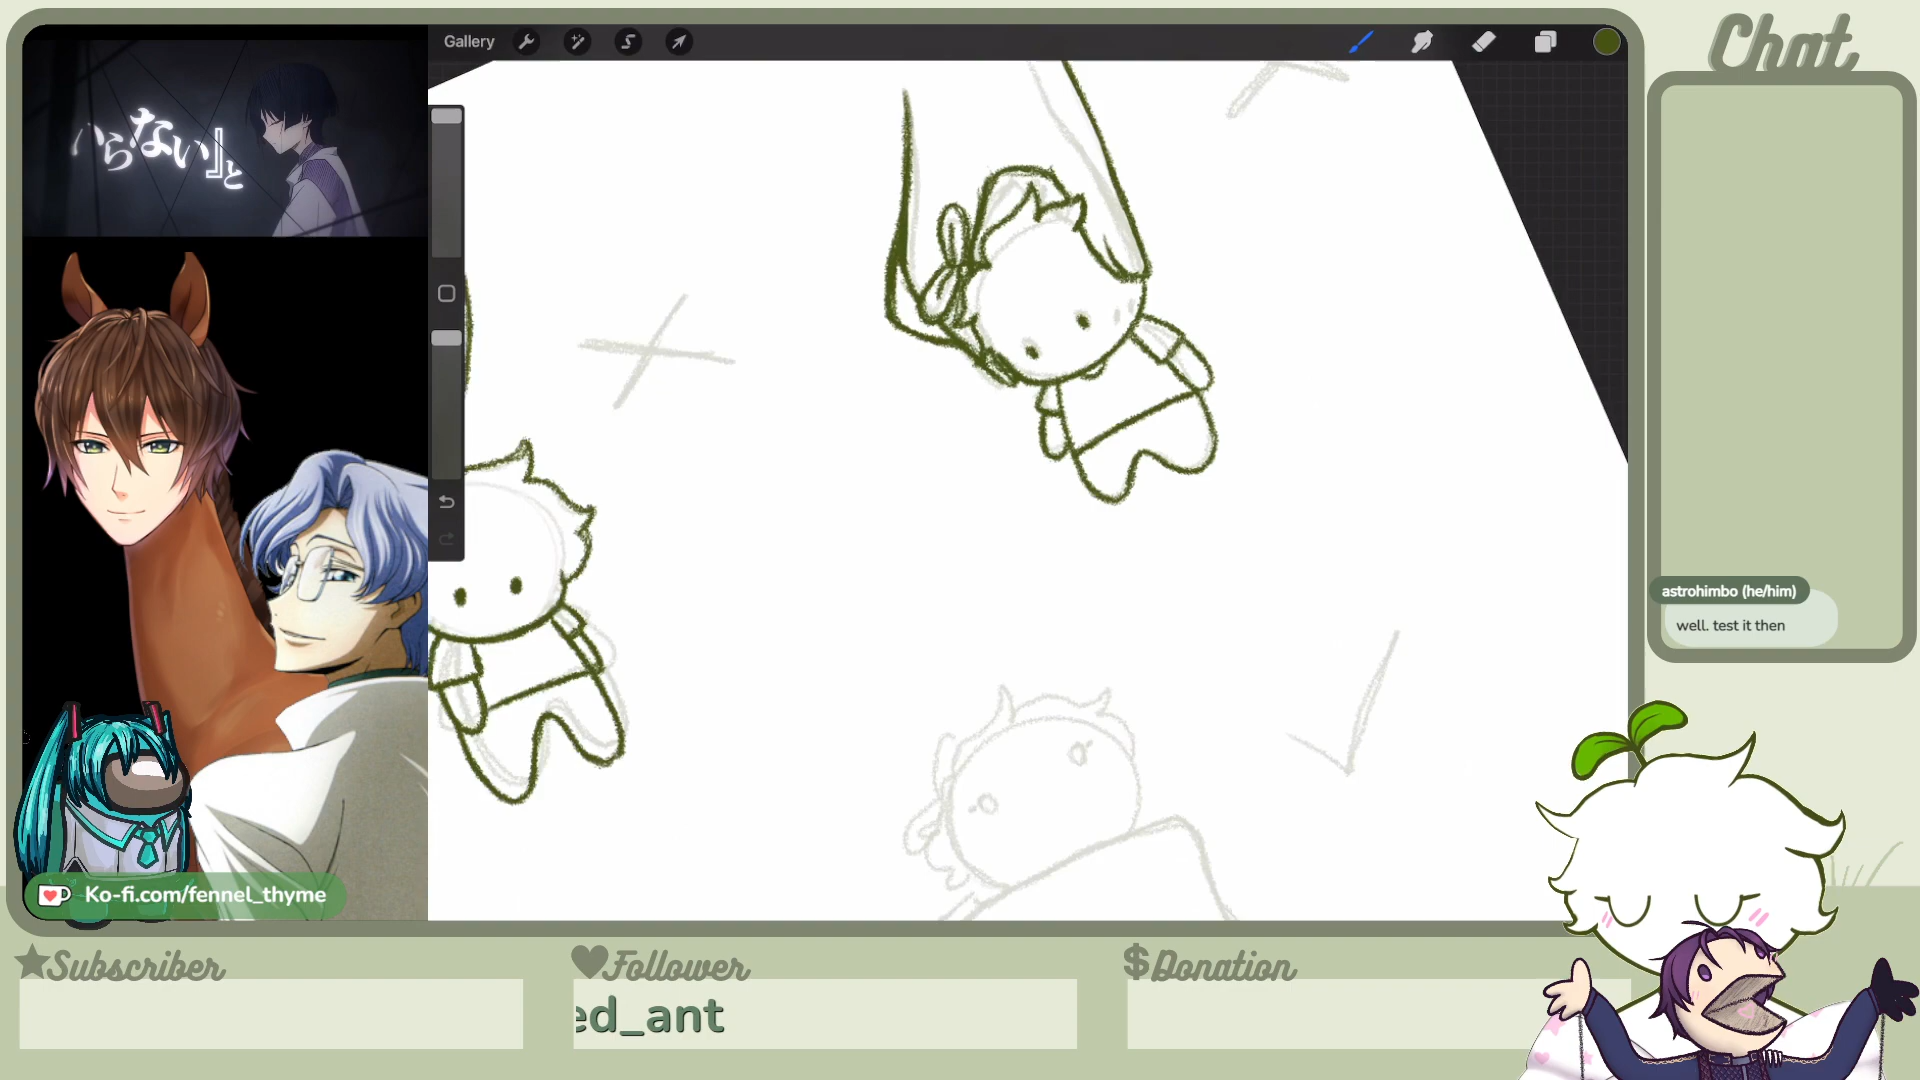 Chat
Gallery
らない』と
astrohimbo (he/him)
well. test it then
Ko-fi.com/fennel_thyme
Subscriber
Follower
$Donation
ed_ant